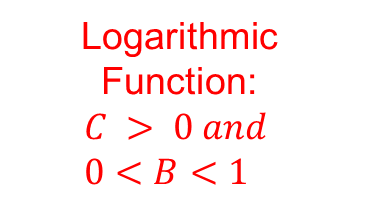 Logarithmic
Function:
C > 0 and
0 < B < 1